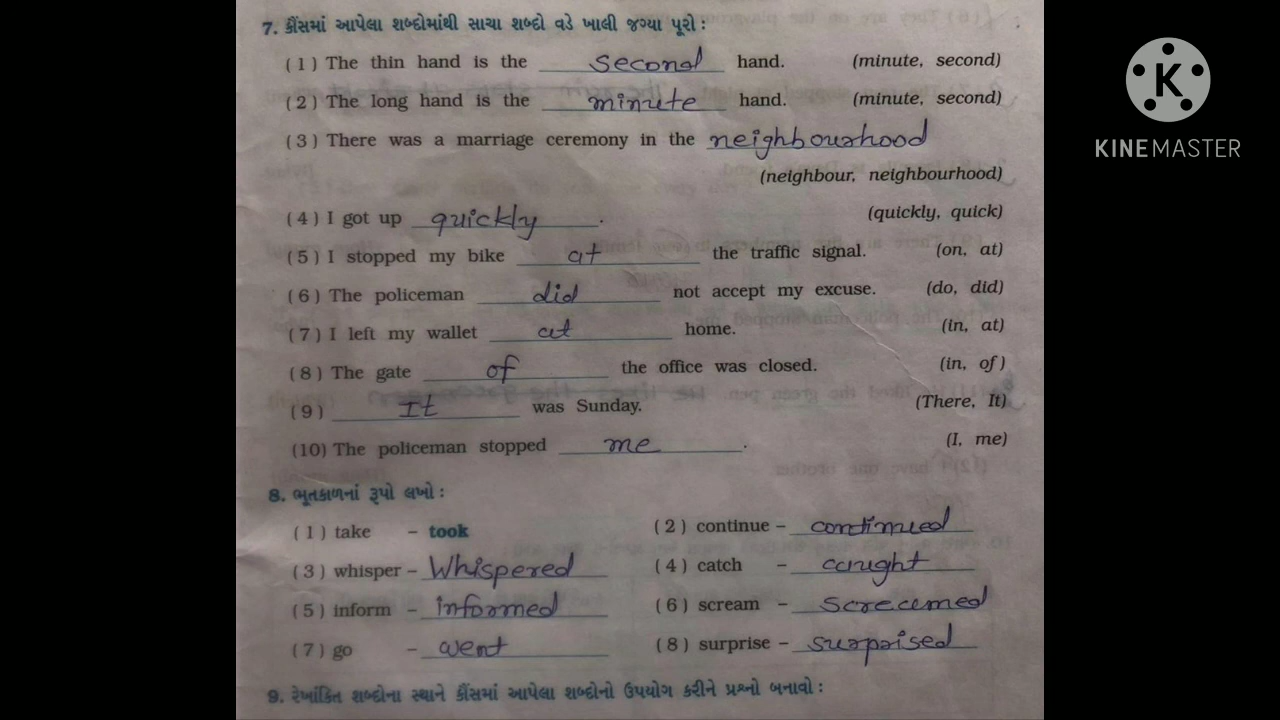 7. કૌંસમાં આપેલા શબ્દોમાંથી સાચા શબ્દો વડે ખાલી જગ્યા પૂરો :
(1) The thin hand is the second hand. (minute, second)
(2) The long hand is the minute hand. (minute, second)
(3) There was a marriage ceremony in the neighbourhood
(neighbour, neighbourhood)
(4) I got up quickly. (quickly, quick)
(5) I stopped my bike at the traffic signal. (on, at)
(6) The policeman did not accept my excuse. (do, did)
(7) I left my wallet at home. (in, at)
(8) The gate of the office was closed. (in, of)
(9) It was Sunday. (There, It)
(10) The policeman stopped me. (I, me)
8. ભૂતકાળનાં રૂપો લખો :
(1) take – took (2) continue – continued
(3) whisper – Whispered (4) catch – caught
(5) inform – informed (6) scream – screamed
(7) go – went (8) surprise – surprised
9. રેખાંકિત શબ્દોના સ્થાને કૌંસમાં આપેલા શબ્દોનો ઉપયોગ કરીને પ્રશ્નો બનાવો :
K
KINEMASTER